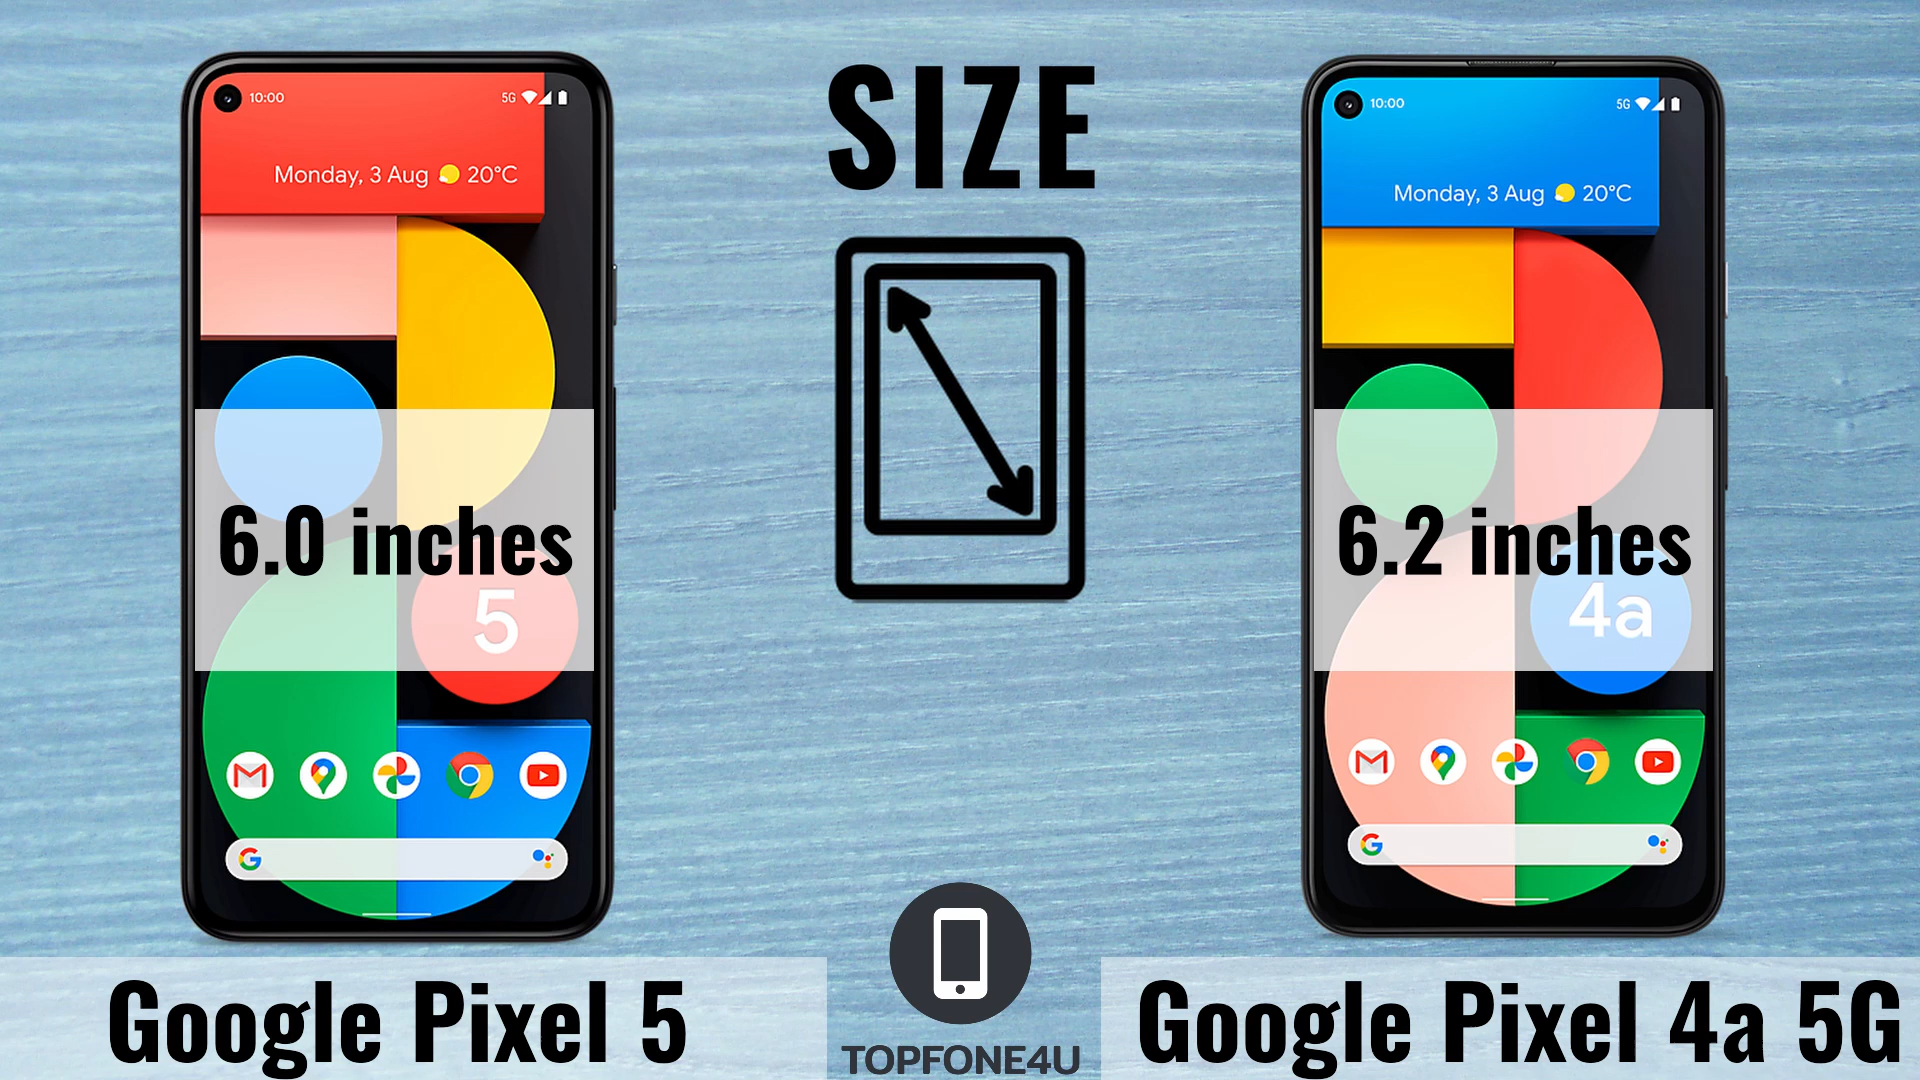 SIZE
10:00 5G
Monday, 3 Aug 20°C
6.0 inches
5
Google Pixel 5
10:00 5G
Monday, 3 Aug 20°C
6.2 inches
4a
Google Pixel 4a 5G
TOPFONE4U